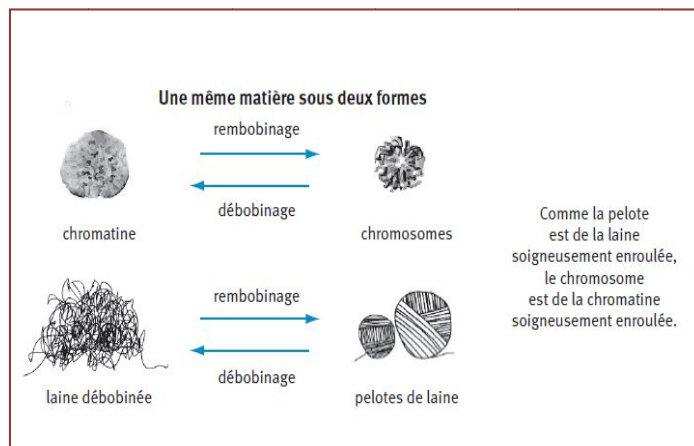 Une même matière sous deux formes
rembobinage
débobinage
chromatine
chromosomes
rembobinage
débobinage
laine débobinée
pelotes de laine
Comme la pelote
est de la laine
soigneusement enroulée,
le chromosome
est de la chromatine
soigneusement enroulée.